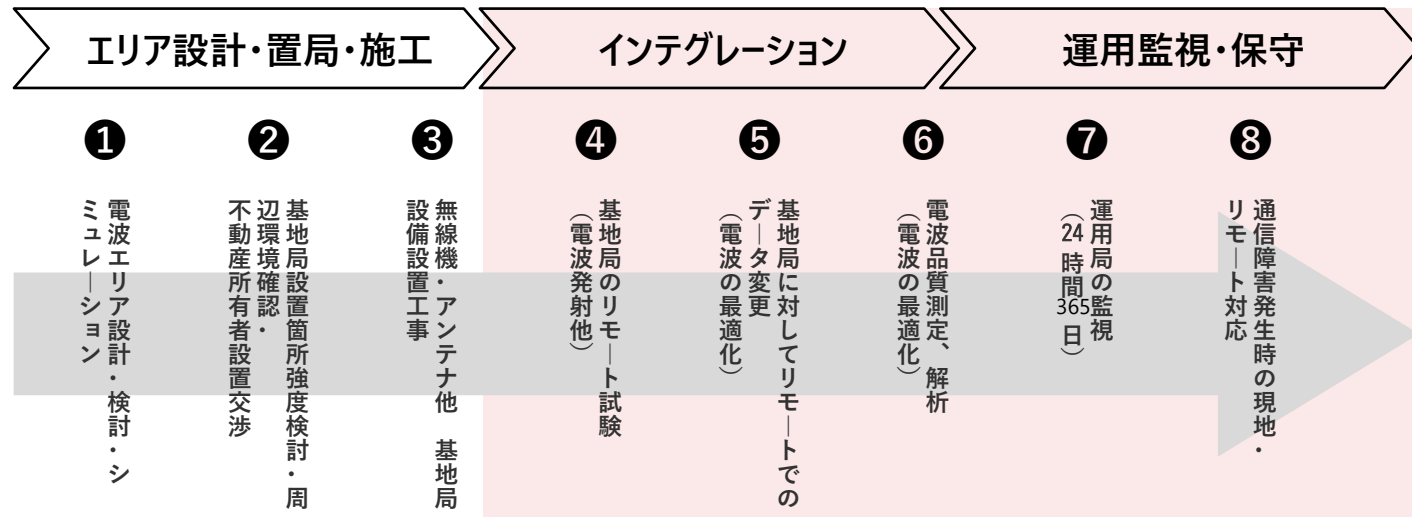 エリア設計・置局・施工
インテグレーション
運用監視・保守
❶
❷
❸
❹
❺
❻
❼
❽
電波エリア設計・検討・シ
ミュレーション
基地局設置箇所強度検討・周
辺環境確認・
不動産所有者設置交渉
無線機・アンテナ他　基地局
設備設置工事
基地局のリモート試験
（電波発射他）
基地局に対してリモートでの
データ変更
（電波の最適化）
電波品質測定、解析
（電波の最適化）
運用局の監視
（24時間365日）
通信障害発生時の現地・
リモート対応